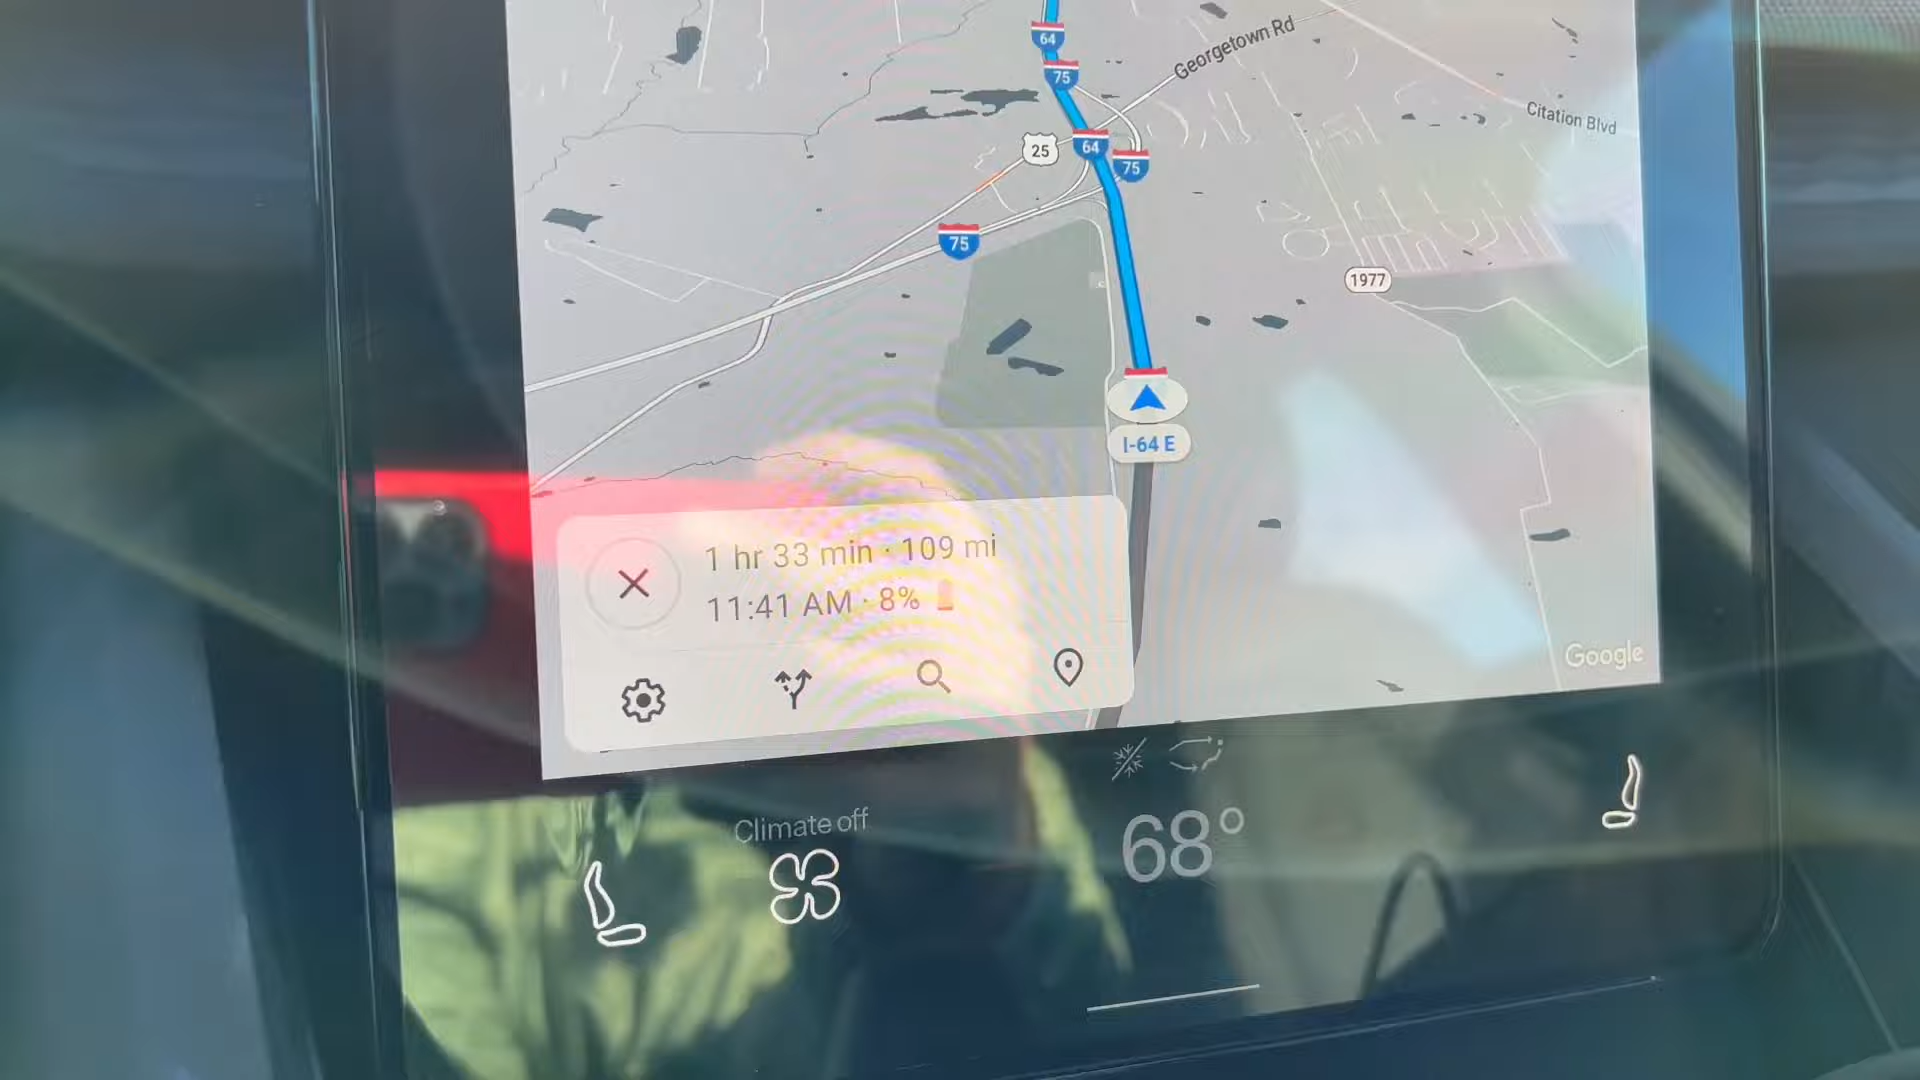 64
75
Georgetown Rd
Citation Blvd
25
64
75
75
1977
I-64 E
1 hr 33 min · 109 mi
11:41 AM · 8%
Google
Climate off
68°